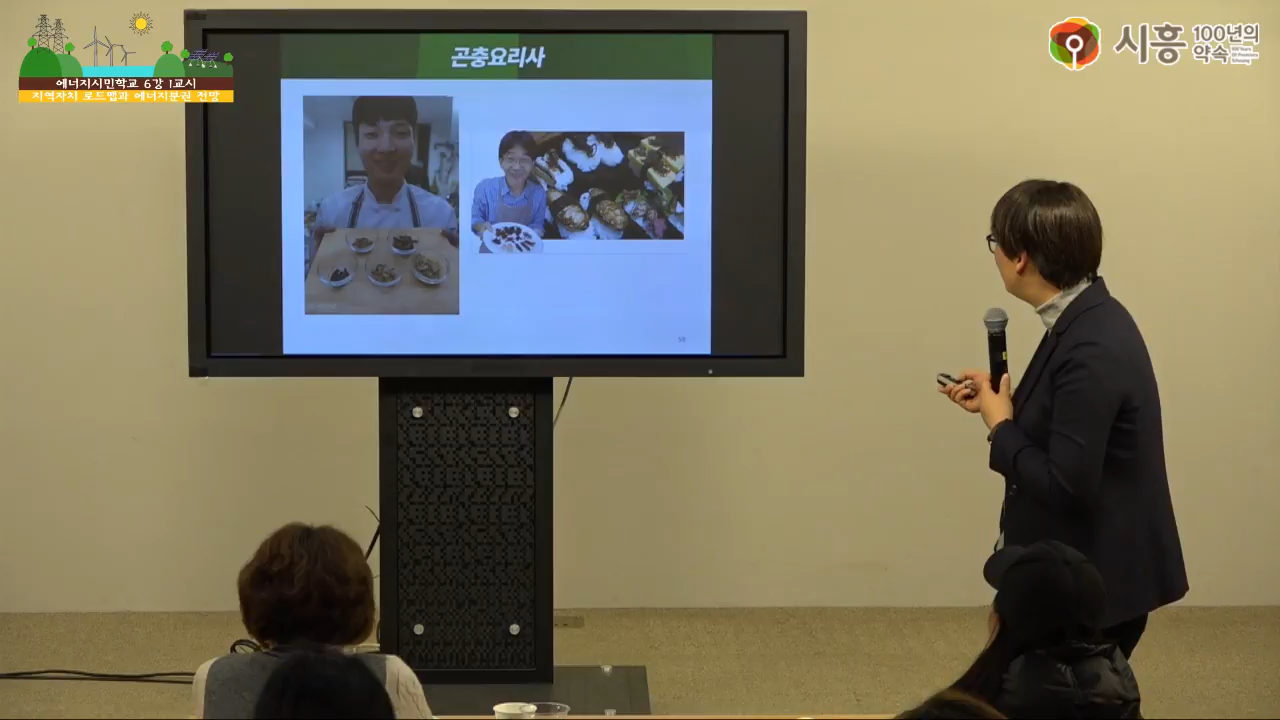 에너지시민학교 6강 1교시
지역자치 로드맵과 에너지분권 전망
곤충요리사
시흥 100년의 약속